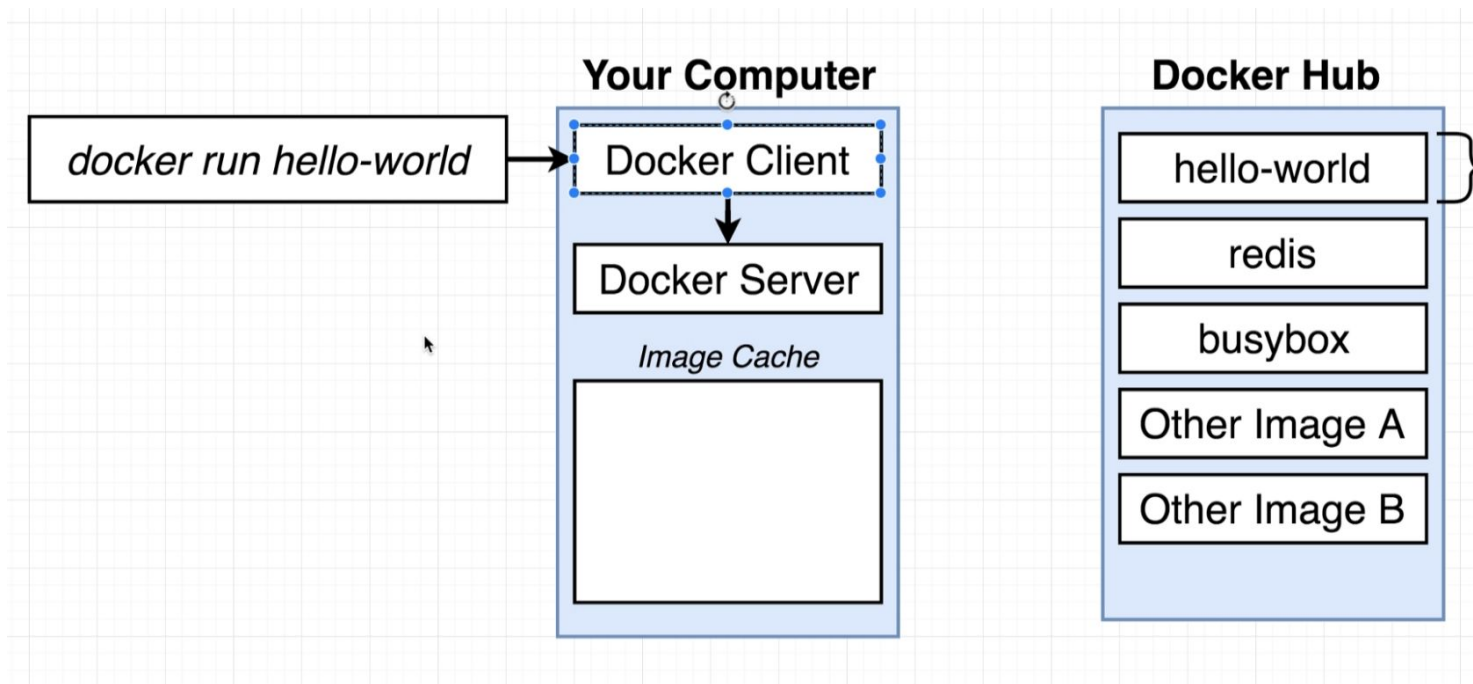 Your Computer
Docker Hub
docker run hello-world
Docker Client
Docker Server
Image Cache
hello-world
redis
busybox
Other Image A
Other Image B